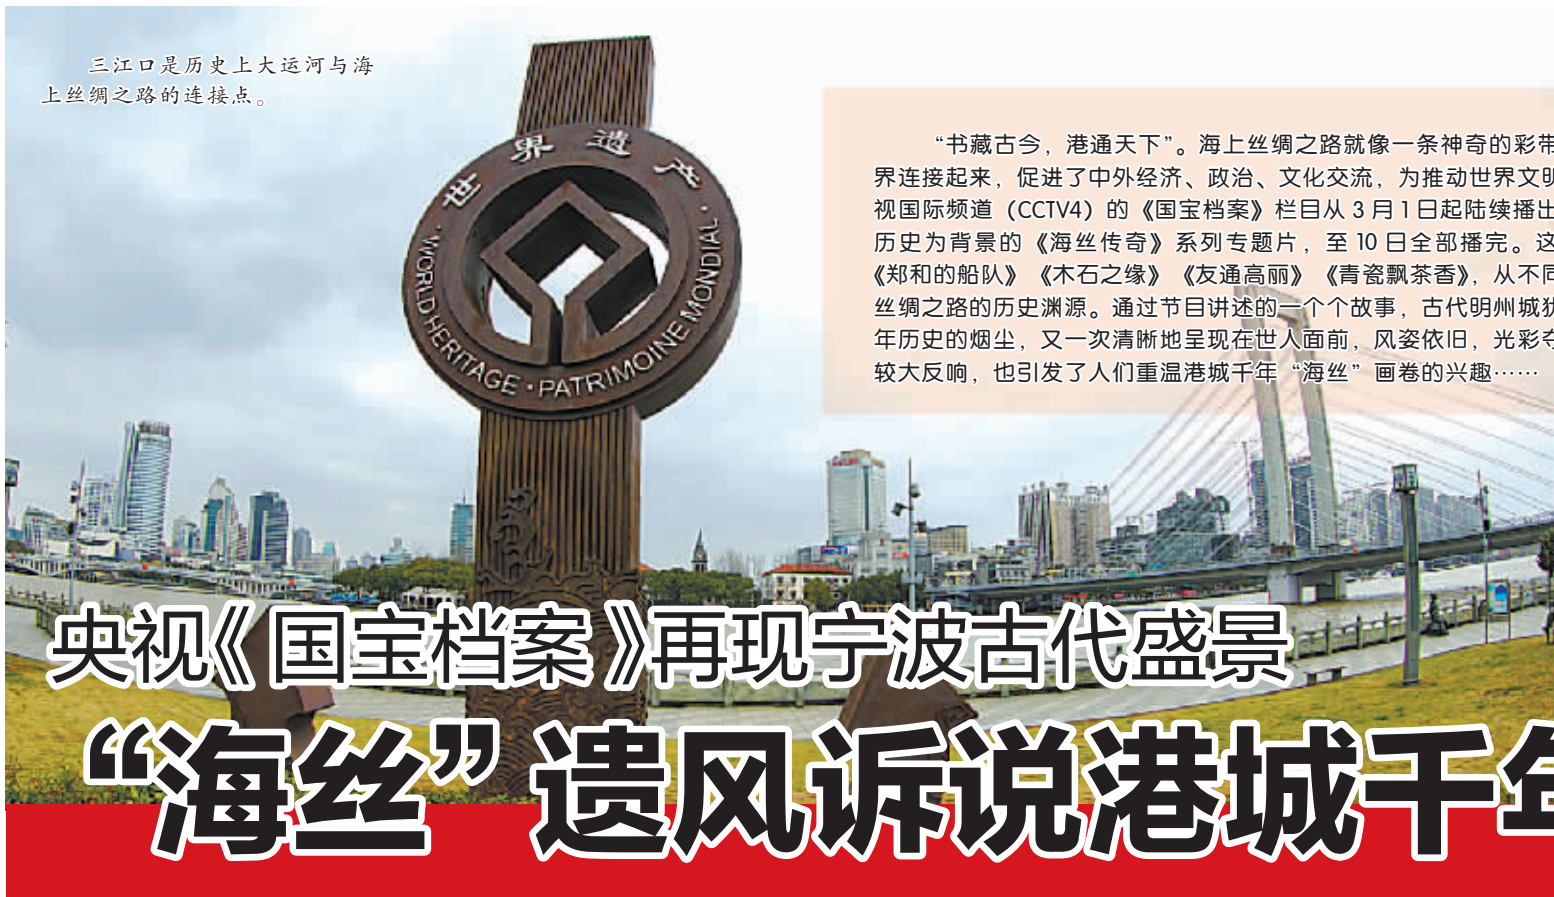 三江口是历史上大运河与海
上丝绸之路的连接点。
世界遗产
·WORLD HERITAGE·PATRIMOINE MONDIAL·
“书藏古今，港通天下”。海上丝绸之路就像一条神奇的彩带
界连接起来，促进了中外经济、政治、文化交流，为推动世界文明
视国际频道（CCTV4）的《国宝档案》栏目从 3 月 1 日起陆续播出
历史为背景的《海丝传奇》系列专题片，至 10 日全部播完。这
《郑和的船队》《木石之缘》《友通高丽》《青瓷飘茶香》，从不同
丝绸之路的历史渊源。通过节目讲述的一个个故事，古代明州城犹
年历史的烟尘，又一次清晰地呈现在世人面前，风姿依旧，光彩夺
较大反响，也引发了人们重温港城千年“海丝”画卷的兴趣……
央视《国宝档案》再现宁波古代盛景
“海丝”遗风诉说港城千年